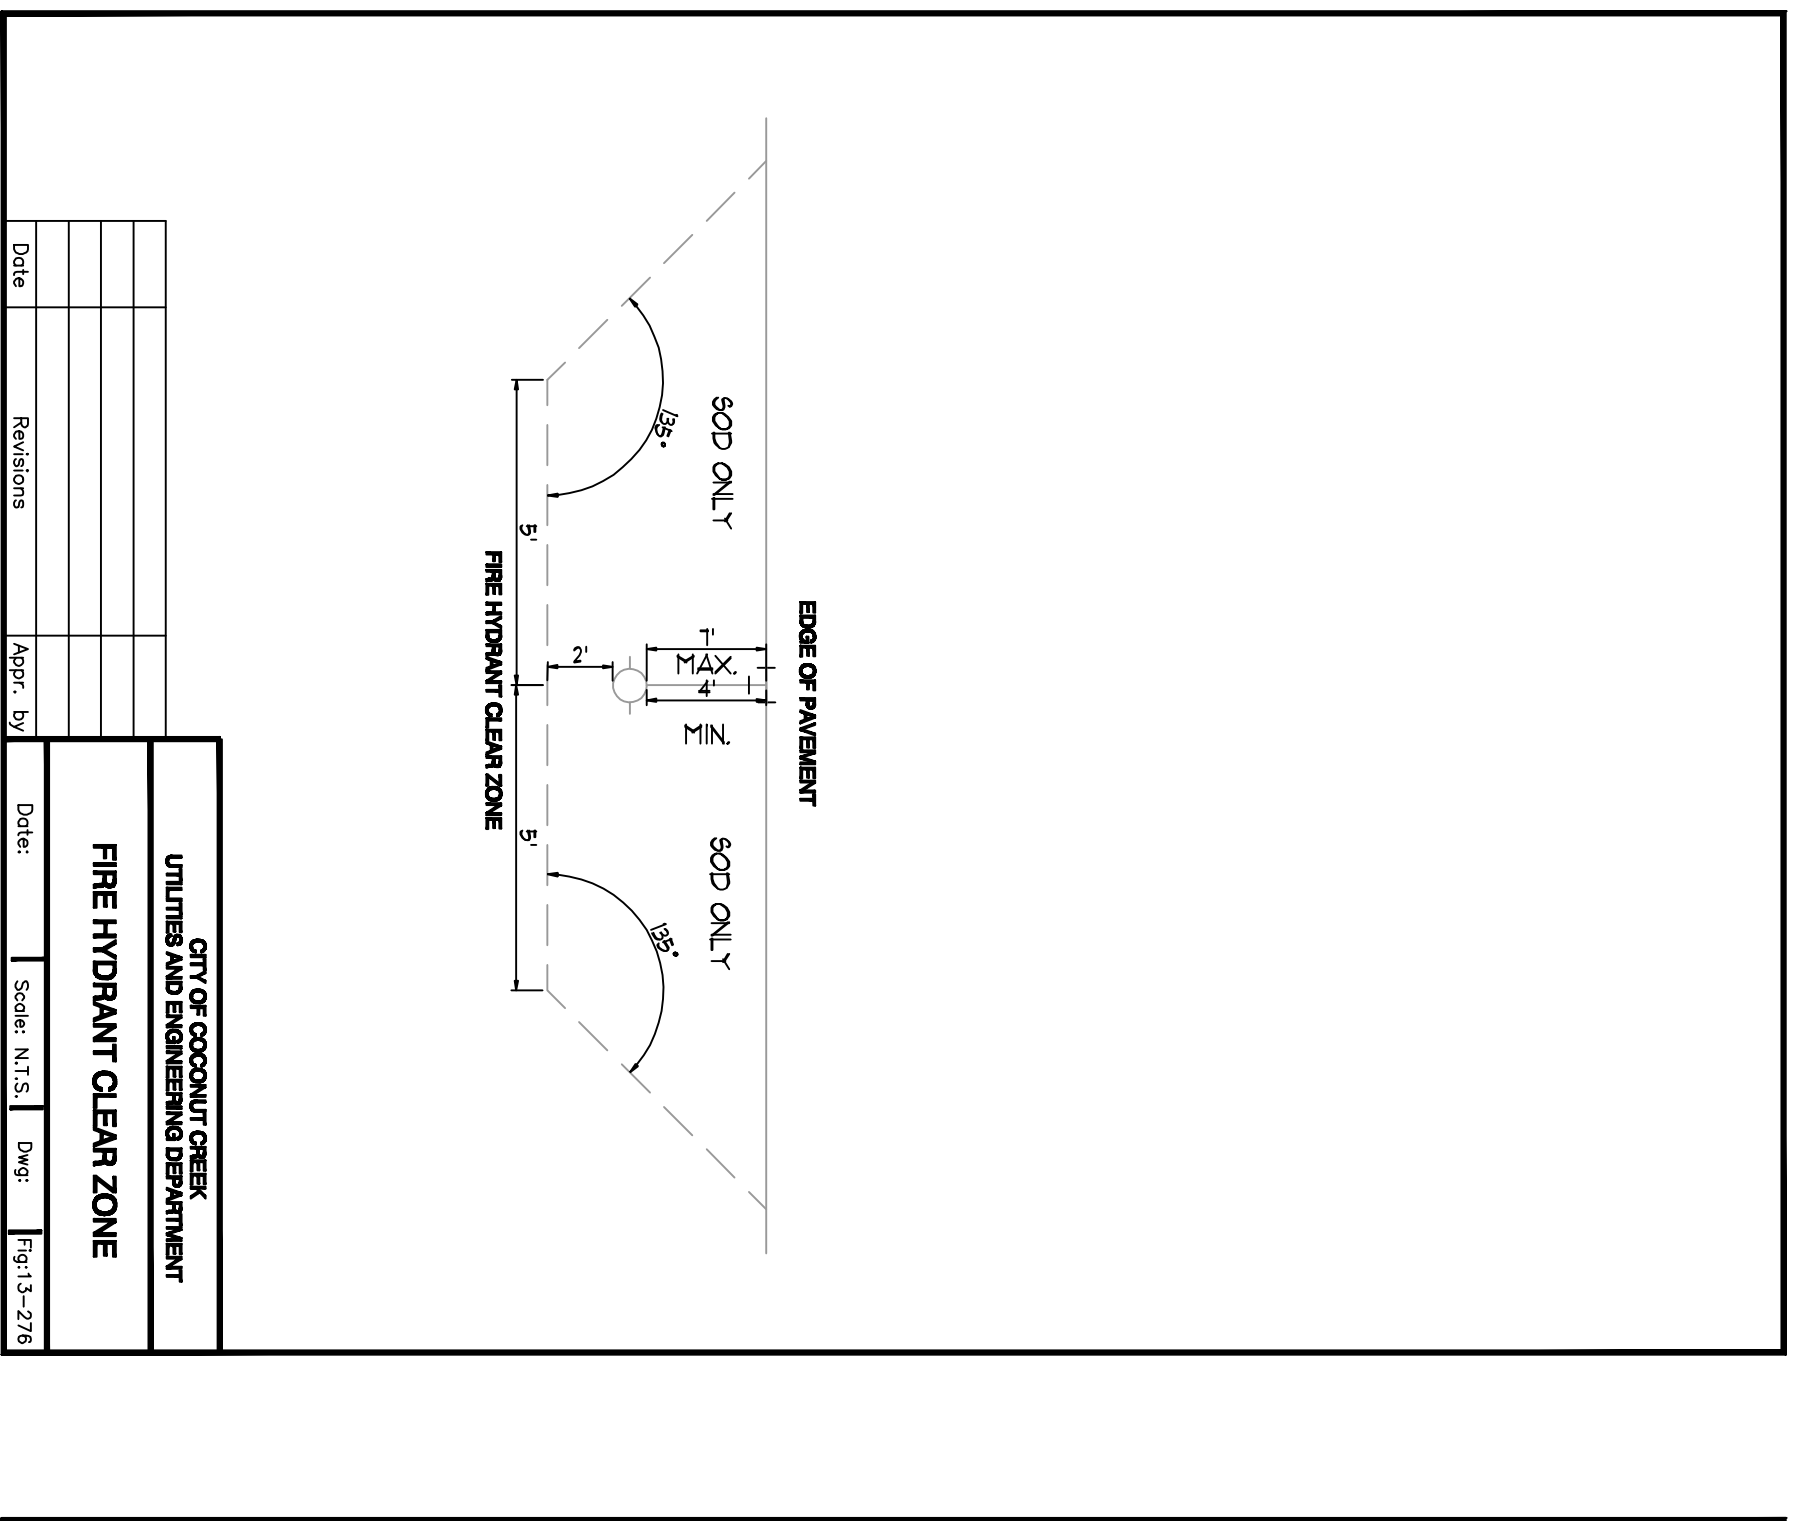 EDGE OF PAVEMENT
SOD ONLY
SOD ONLY
7'
MAX.
4'
MIN.
135°
135°
2'
5'
5'
FIRE HYDRANT CLEAR ZONE
CITY OF COCONUT CREEK
UTILITIES AND ENGINEERING DEPARTMENT
FIRE HYDRANT CLEAR ZONE
Date Revisions Appr. by
Date: Scale: N.T.S. Dwg: Fig:13-276